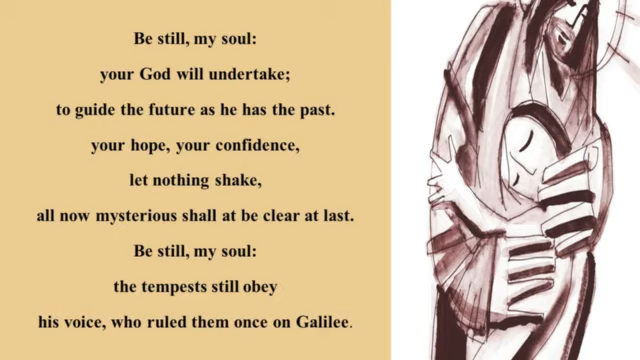 Be still, my soul:
your God will undertake;
to guide the future as he has the past.
your hope, your confidence,
let nothing shake,
all now mysterious shall at be clear at last.
Be still, my soul:
the tempests still obey
his voice, who ruled them once on Galilee.